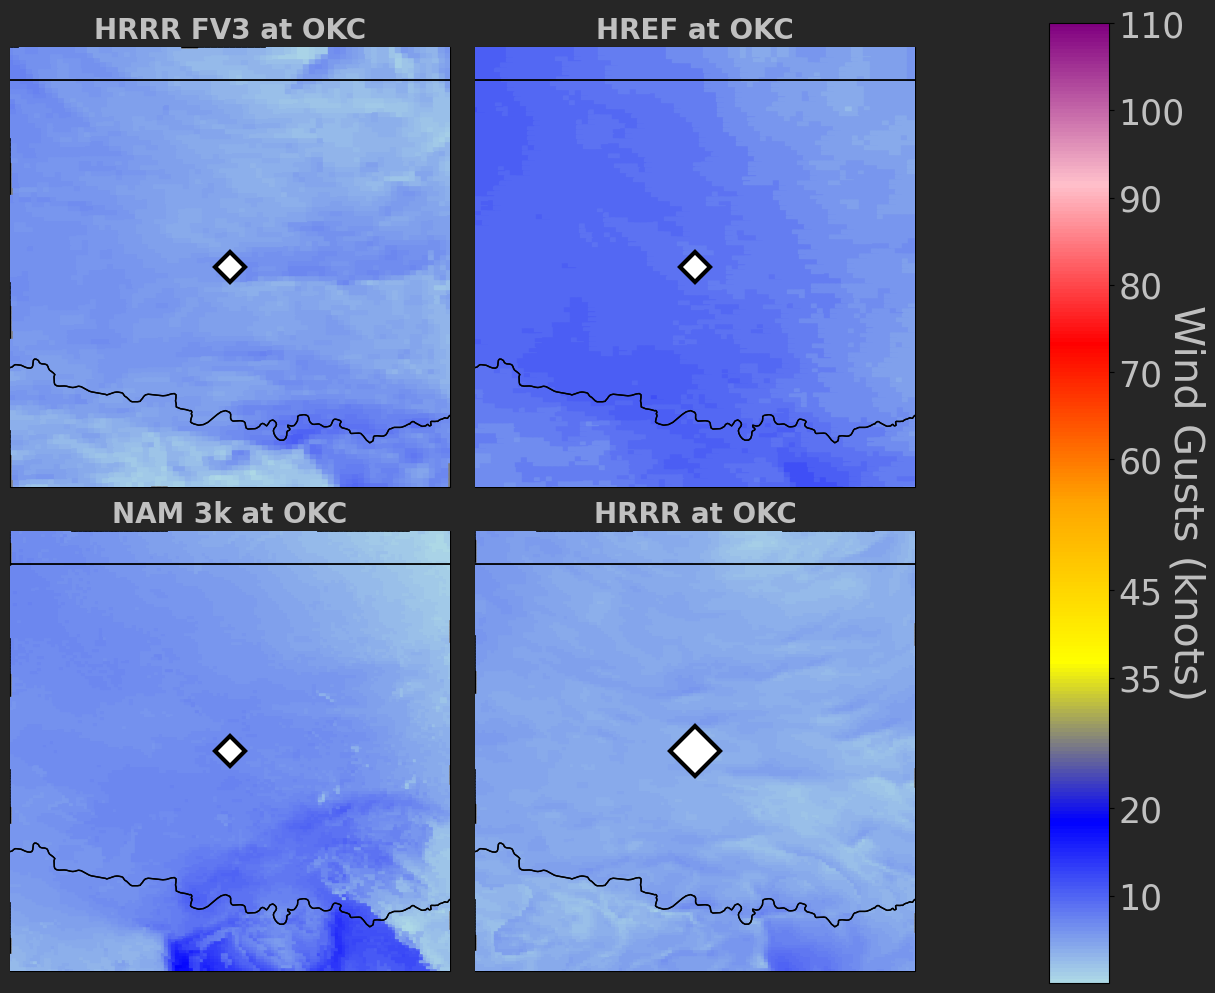 HRRR FV3 at OKC
HREF at OKC
NAM 3k at OKC
HRRR at OKC
110
100
90
80
70
60
45
35
20
10
Wind Gusts (knots)